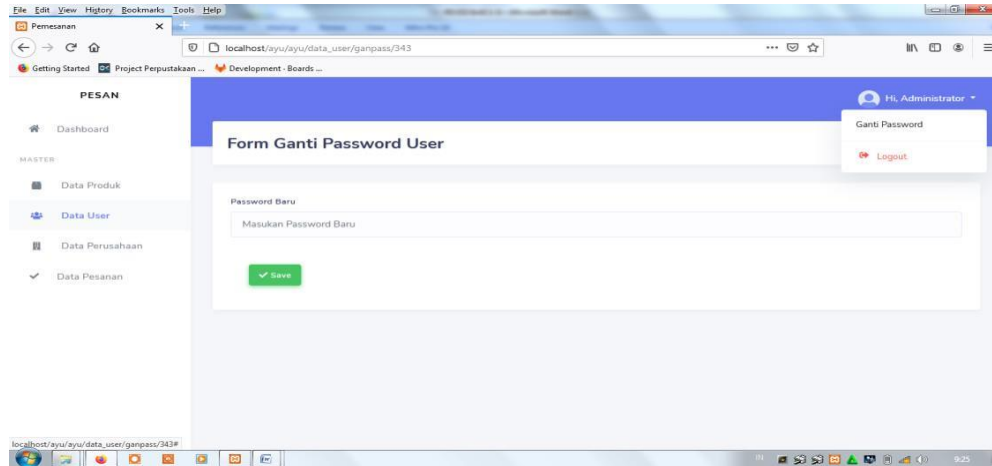 File Edit View History Bookmarks Tools Help
Pemesanan
localhost/ayu/ayu/data_user/ganpass/343
Getting Started Project Perpustakaan ... Development - Boards ...
PESAN
Hi, Administrator
Ganti Password
Logout
Dashboard
MASTER
Data Produk
Data User
Data Perusahaan
Data Pesanan
Form Ganti Password User
Password Baru
Masukan Password Baru
Save
localhost/ayu/ayu/data_user/ganpass/343#
IN
9:25